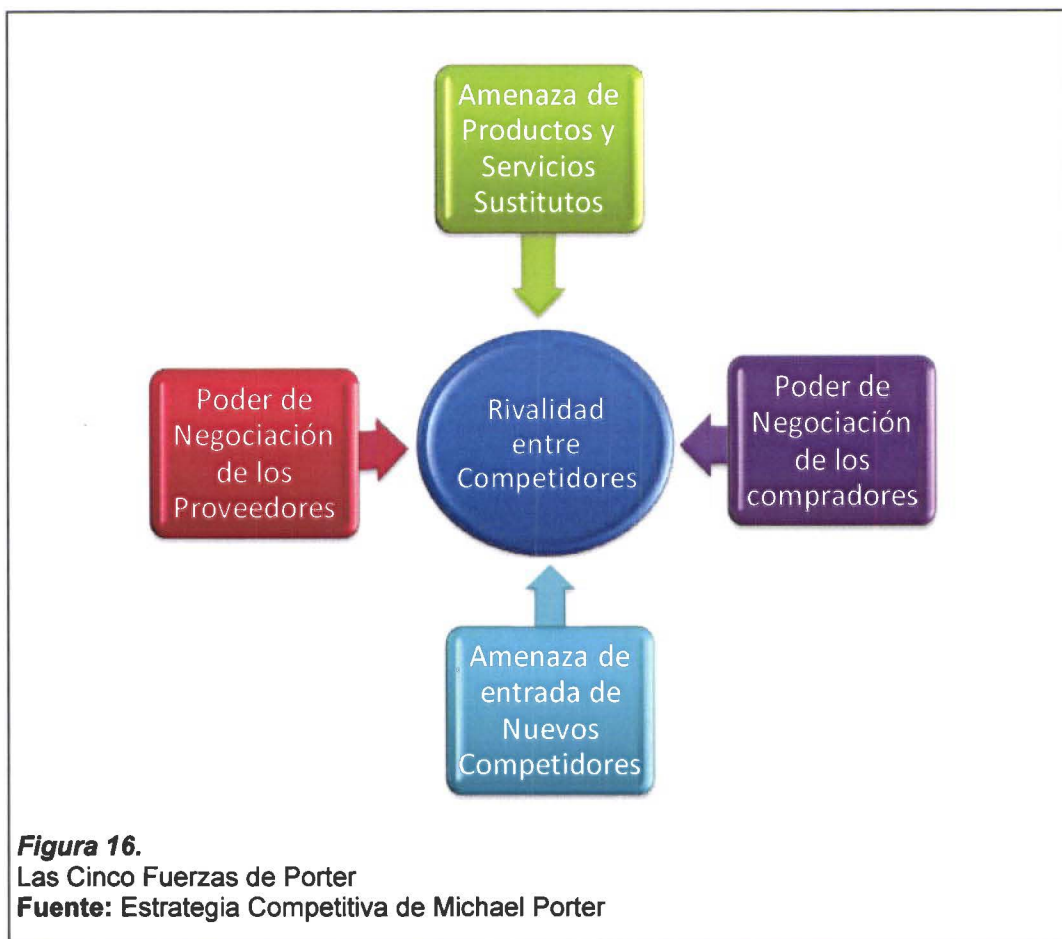 Amenaza de
Productos y
Servicios
Sustitutos
Poder de
Negociación
de los
Proveedores
Rivalidad
entre
Competidores
Poder de
Negociación
de los
compradores
Amenaza de
entrada de
Nuevos
Competidores
Figura 16.
Las Cinco Fuerzas de Porter
Fuente: Estrategia Competitiva de Michael Porter